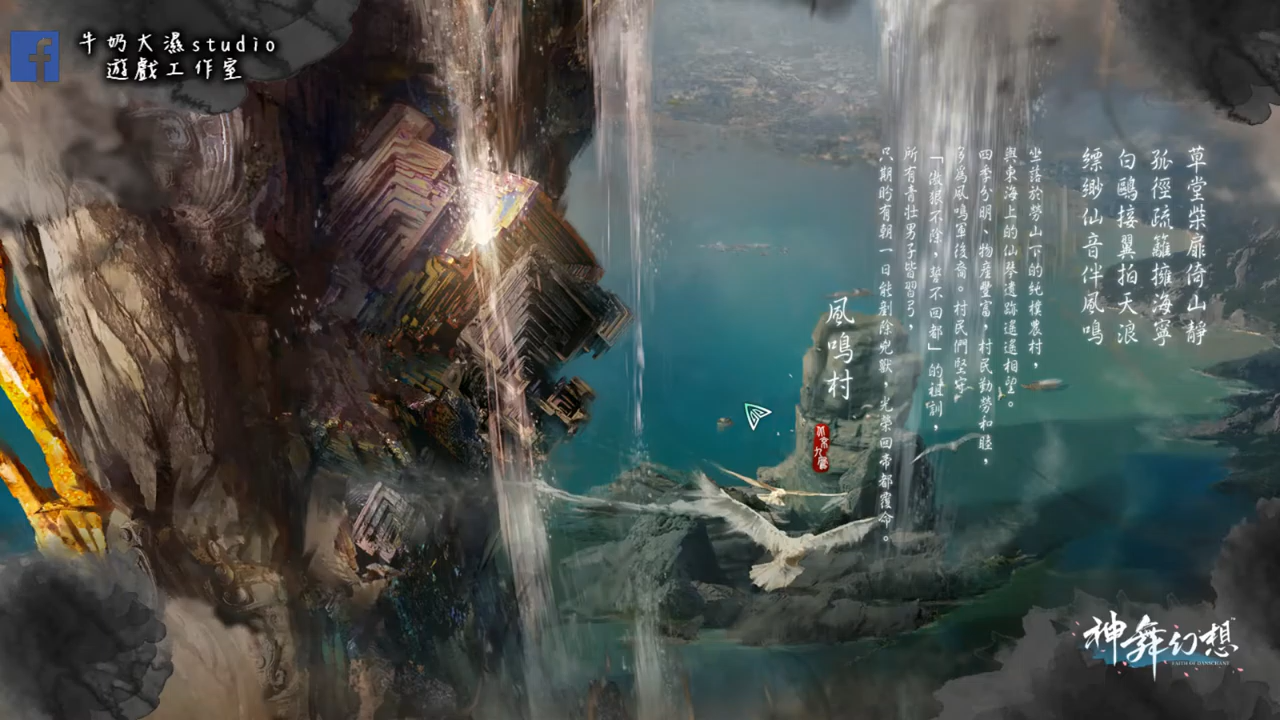 牛奶大濕studio
遊戲工作室
草堂柴扉倚山靜
孤徑疏籬擁海寧
白鷗接翼拍天浪
縹緲仙音伴風鳴
坐落於勞山下的純樸農村，
與東海上的仙琴遺跡遙遙相望。
四季分明、物產豐富，村民勤勞和睦，
多為風鳴軍後裔。村民們堅守
「傲狠不除，誓不回都」的祖訓，
所有青壯男子皆習弓，
只期盼有朝一日能剷除兇獸，光榮回帝都覆命。
風鳴村
神舞幻想
FAITH OF DANSCHANT